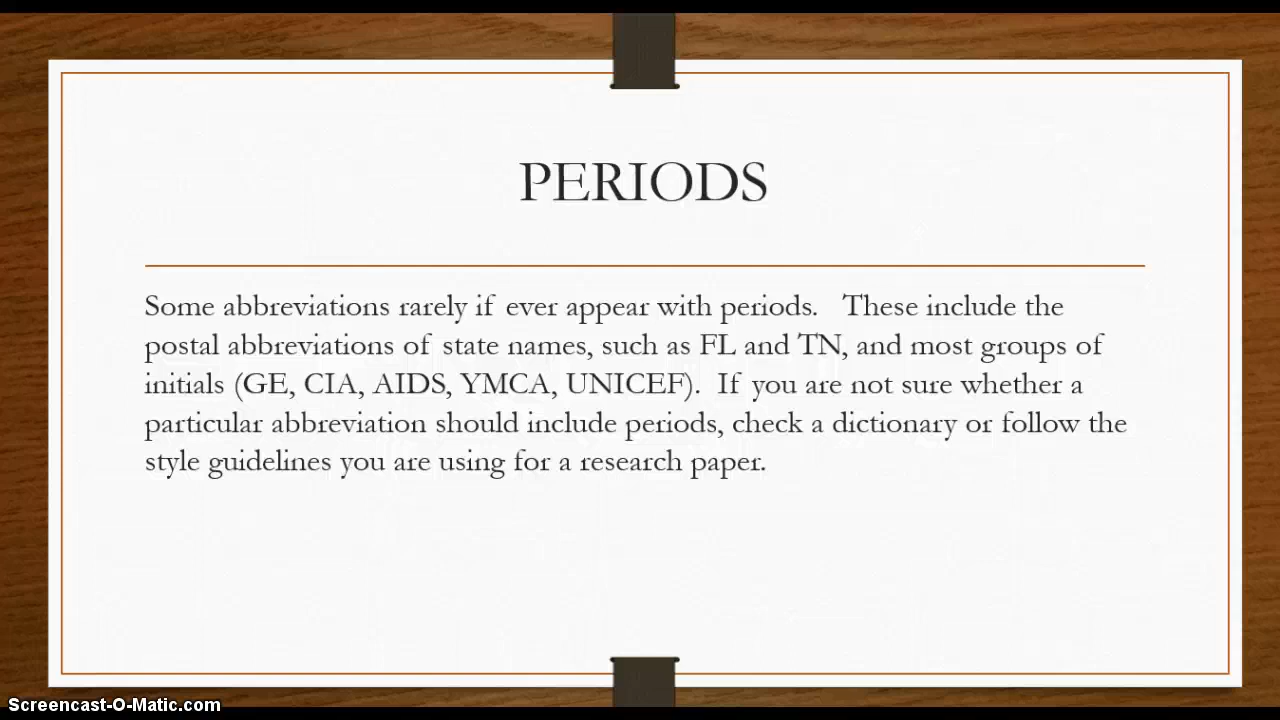 PERIODS
Some abbreviations rarely if ever appear with periods.   These include the
postal abbreviations of state names, such as FL and TN, and most groups of
initials (GE, CIA, AIDS, YMCA, UNICEF).  If you are not sure whether a
particular abbreviation should include periods, check a dictionary or follow the
style guidelines you are using for a research paper.
Screencast-O-Matic.com